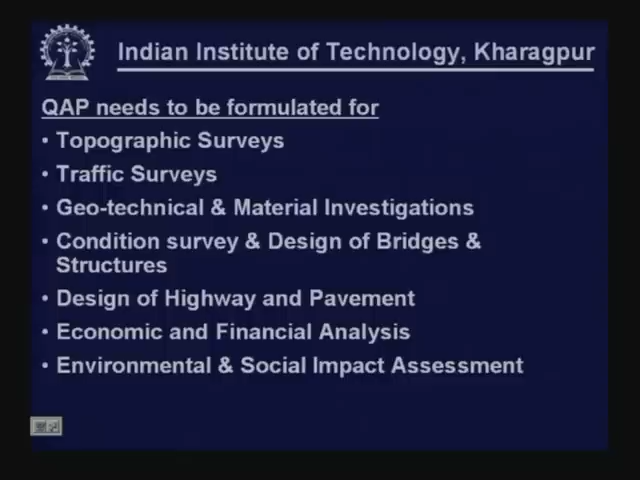 Indian Institute of Technology, Kharagpur
QAP needs to be formulated for
• Topographic Surveys
• Traffic Surveys
• Geo-technical & Material Investigations
• Condition survey & Design of Bridges &
Structures
• Design of Highway and Pavement
• Economic and Financial Analysis
• Environmental & Social Impact Assessment